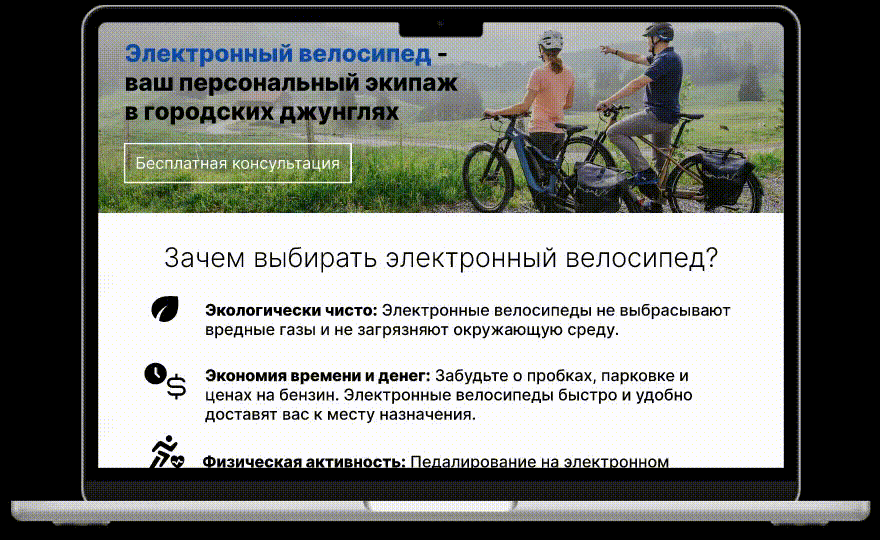 Электронный велосипед -
ваш персональный экипаж
в городских джунглях
Бесплатная консультация
Зачем выбирать электронный велосипед?
Экологически чисто: Электронные велосипеды не выбрасывают
вредные газы и не загрязняют окружающую среду.
Экономия времени и денег: Забудьте о пробках, парковке и
ценах на бензин. Электронные велосипеды быстро и удобно
доставят вас к месту назначения.
Физическая активность: Педалирование на электронном